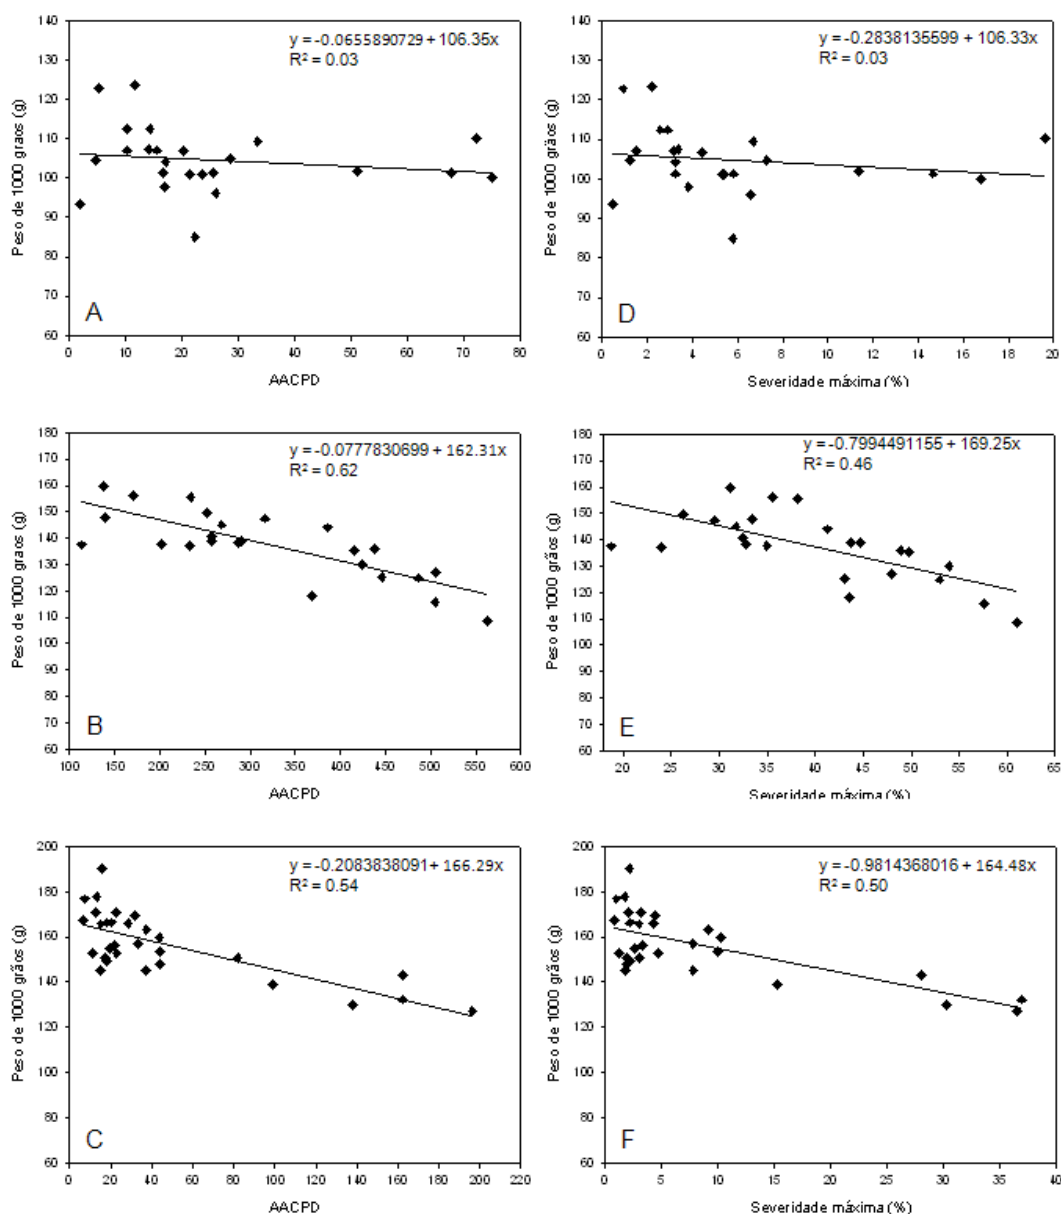 140
130
120
110
100
90
80
70
60
Peso de 1000 graos (g)
y = -0.0655890729 + 106.35x
R² = 0.03
A
0 10 20 30 40 50 60 70 80
AACPD
140
130
120
110
100
90
80
70
60
Peso de 1000 grãos (g)
y = -0.2838135599 + 106.33x
R² = 0.03
D
0 2 4 6 8 10 12 14 16 18 20
Severidade máxima (%)
180
170
160
150
140
130
120
110
100
90
80
70
60
Peso de 1000 graos (g)
y = -0.0777830699 + 162.31x
R² = 0.62
B
100 150 200 250 300 350 400 450 500 550 600
AACPD
180
170
160
150
140
130
120
110
100
90
80
70
60
Peso de 1000 grãos (g)
y = -0.7994491155 + 169.25x
R² = 0.46
E
20 25 30 35 40 45 50 55 60 65
Severidade máxima (%)
200
180
160
140
120
100
80
60
Peso de 1000 grãos (g)
y = -0.2083838091 + 166.29x
R² = 0.54
C
0 20 40 60 80 100 120 140 160 180 200 220
AACPD
200
180
160
140
120
100
80
60
Peso de 1000 grãos (g)
y = -0.9814368016 + 164.48x
R² = 0.50
F
0 5 10 15 20 25 30 35 40
Severidade máxima (%)